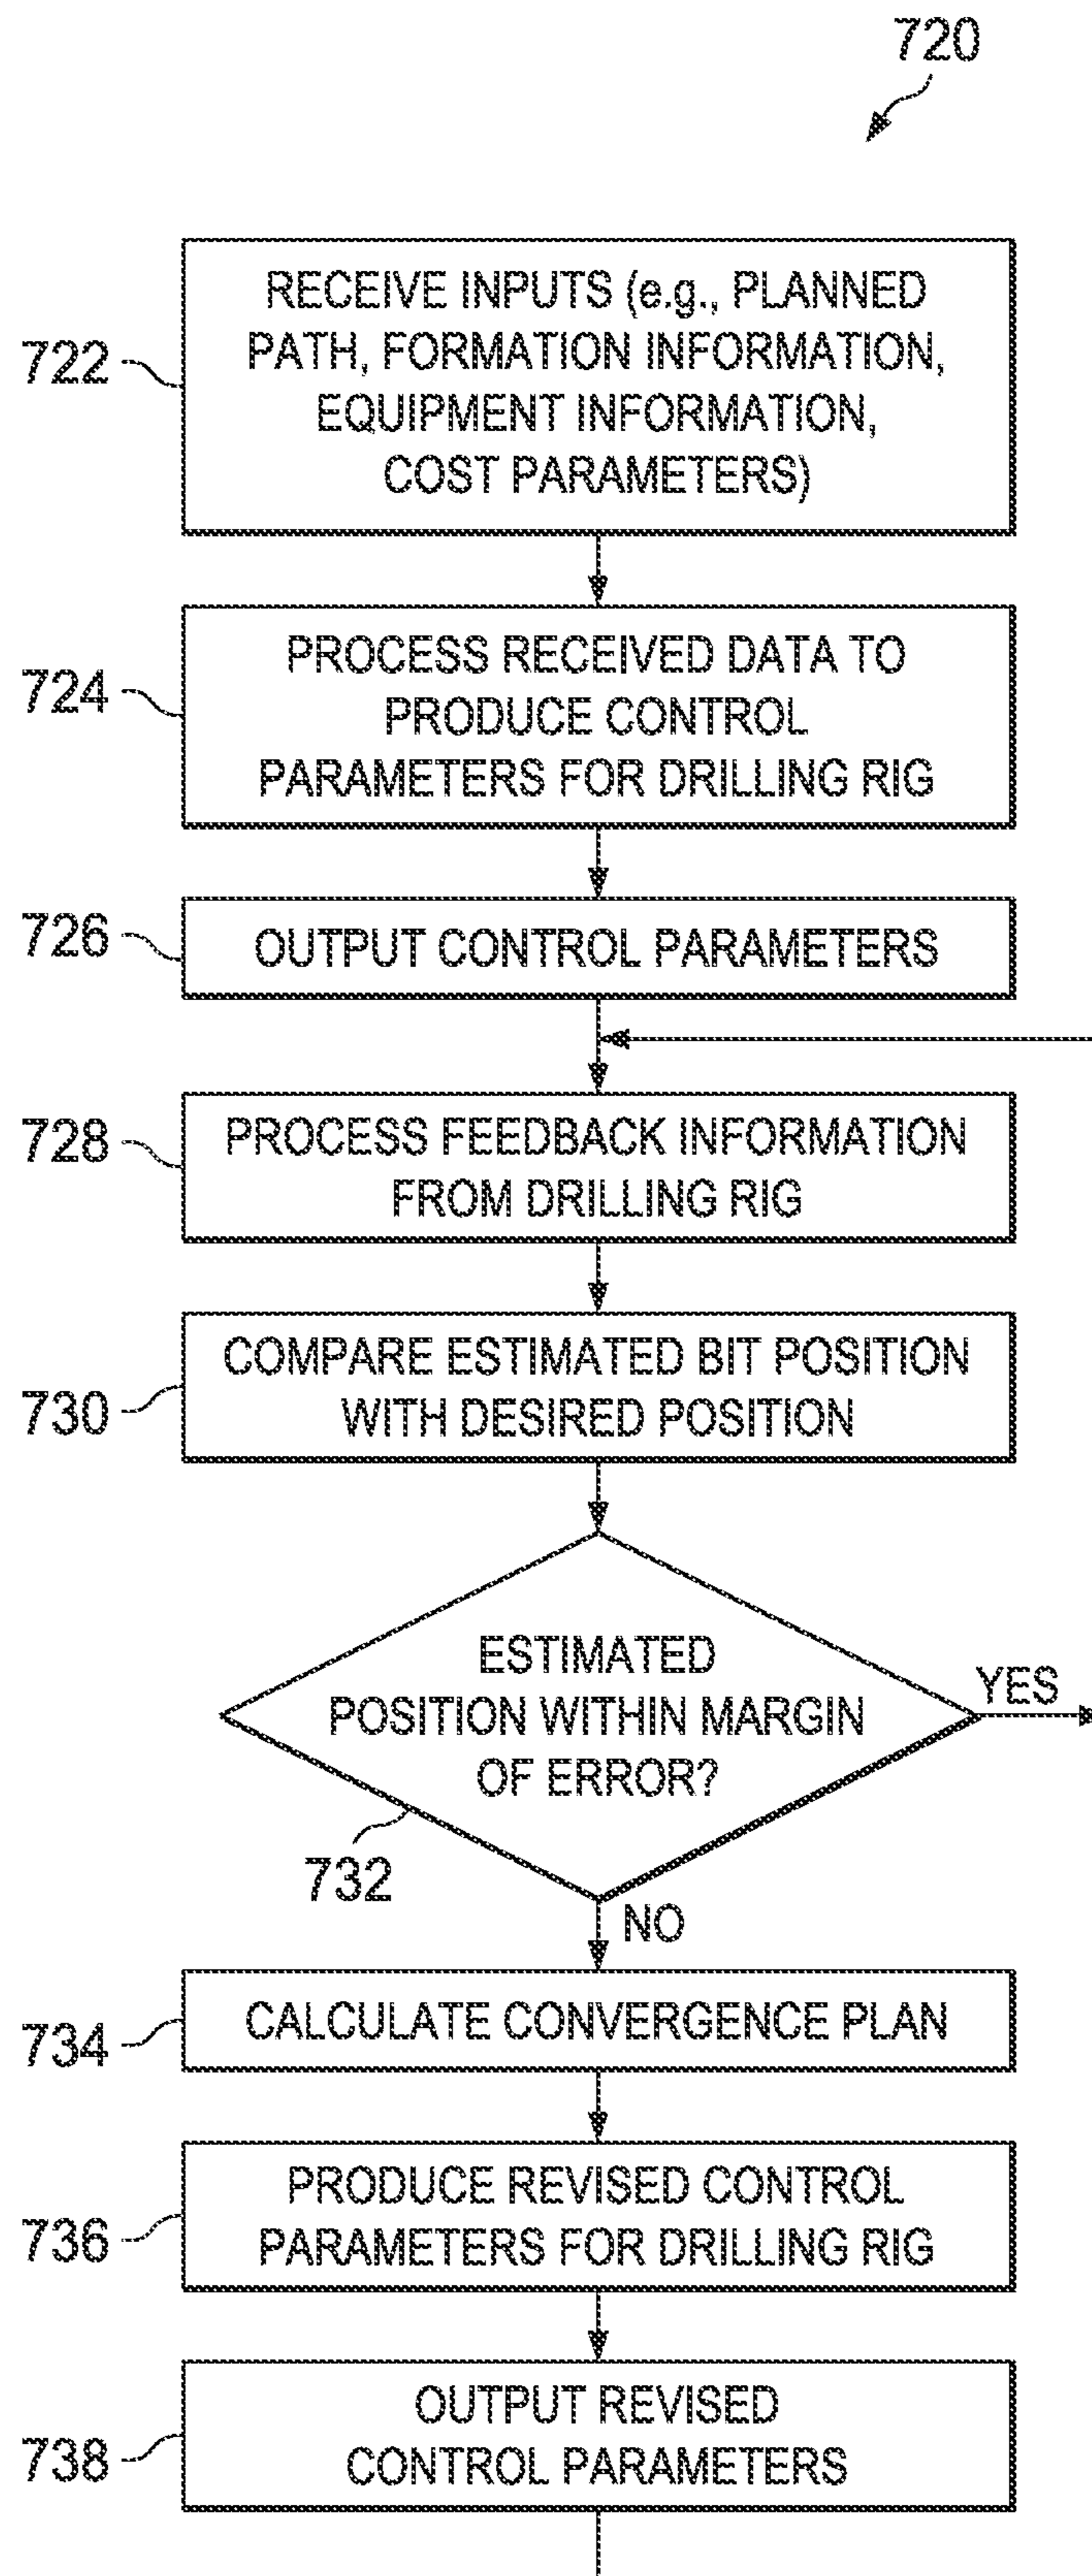 720
722
RECEIVE INPUTS (e.g., PLANNED
PATH, FORMATION INFORMATION,
EQUIPMENT INFORMATION,
COST PARAMETERS)
724
PROCESS RECEIVED DATA TO
PRODUCE CONTROL
PARAMETERS FOR DRILLING RIG
726
OUTPUT CONTROL PARAMETERS
728
PROCESS FEEDBACK INFORMATION
FROM DRILLING RIG
730
COMPARE ESTIMATED BIT POSITION
WITH DESIRED POSITION
ESTIMATED
POSITION WITHIN MARGIN
OF ERROR?
YES
732
NO
734
CALCULATE CONVERGENCE PLAN
736
PRODUCE REVISED CONTROL
PARAMETERS FOR DRILLING RIG
738
OUTPUT REVISED
CONTROL PARAMETERS